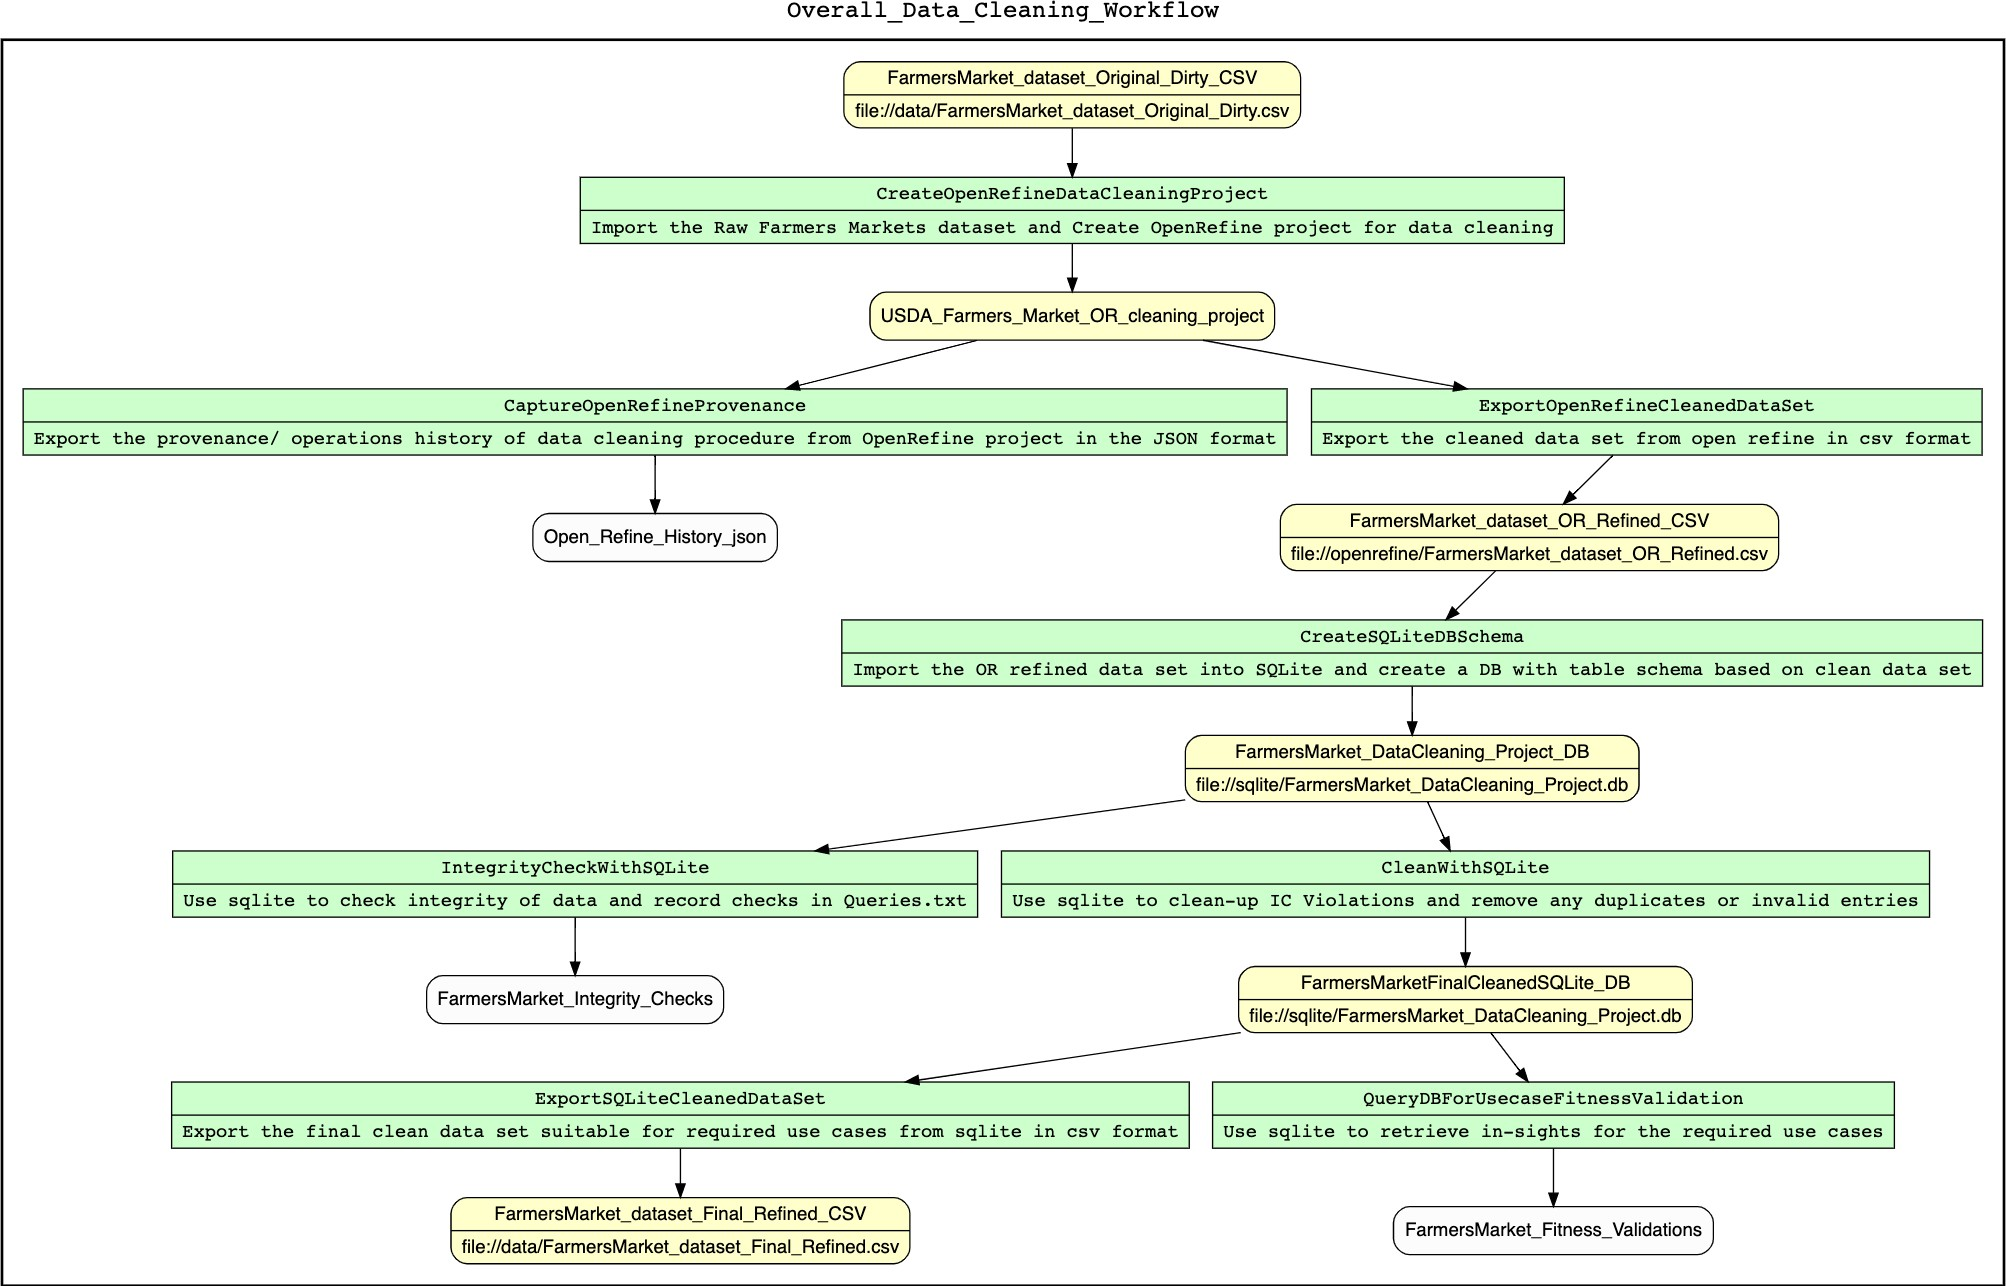 Overall_Data_Cleaning_Workflow
FarmersMarket_dataset_Original_Dirty_CSV
file://data/FarmersMarket_dataset_Original_Dirty.csv
CreateOpenRefineDataCleaningProject
Import the Raw Farmers Markets dataset and Create OpenRefine project for data cleaning
USDA_Farmers_Market_OR_cleaning_project
CaptureOpenRefineProvenance
Export the provenance/ operations history of data cleaning procedure from OpenRefine project in the JSON format
ExportOpenRefineCleanedDataSet
Export the cleaned data set from open refine in csv format
Open_Refine_History_json
FarmersMarket_dataset_OR_Refined_CSV
file://openrefine/FarmersMarket_dataset_OR_Refined.csv
CreateSQLiteDBSchema
Import the OR refined data set into SQLite and create a DB with table schema based on clean data set
FarmersMarket_DataCleaning_Project_DB
file://sqlite/FarmersMarket_DataCleaning_Project.db
IntegrityCheckWithSQLite
Use sqlite to check integrity of data and record checks in Queries.txt
CleanWithSQLite
Use sqlite to clean-up IC Violations and remove any duplicates or invalid entries
FarmersMarket_Integrity_Checks
FarmersMarketFinalCleanedSQLite_DB
file://sqlite/FarmersMarket_DataCleaning_Project.db
ExportSQLiteCleanedDataSet
Export the final clean data set suitable for required use cases from sqlite in csv format
QueryDBForUsecaseFitnessValidation
Use sqlite to retrieve in-sights for the required use cases
FarmersMarket_dataset_Final_Refined_CSV
file://data/FarmersMarket_dataset_Final_Refined.csv
FarmersMarket_Fitness_Validations